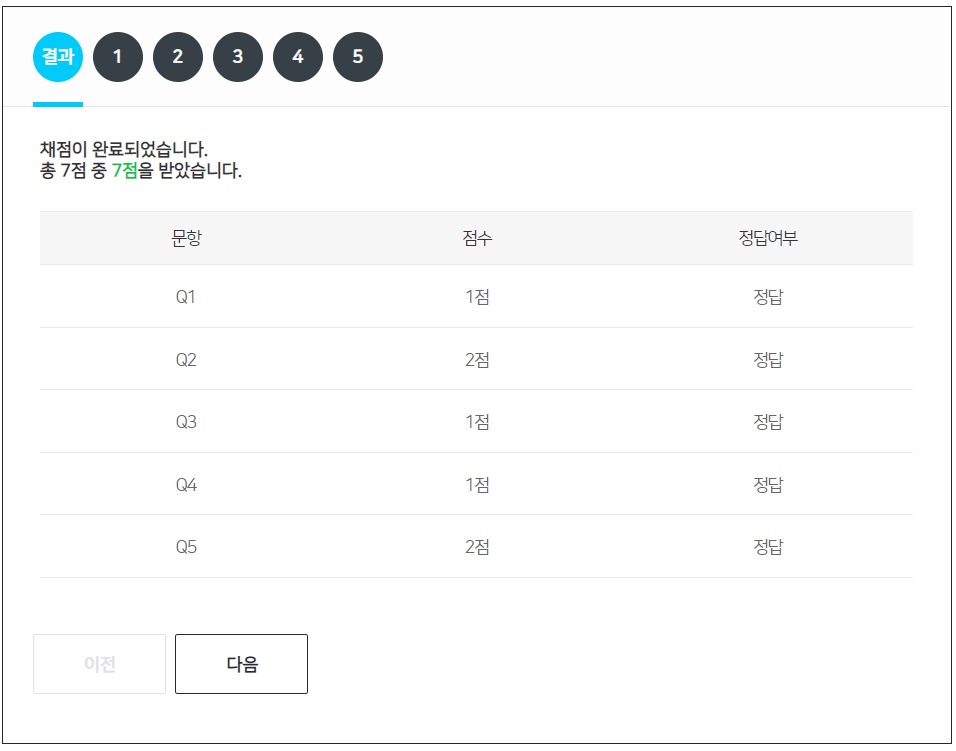 결과 1 2 3 4 5
채점이 완료되었습니다.
총 7점 중 7점을 받았습니다.
문항 점수 정답여부
Q1 1점 정답
Q2 2점 정답
Q3 1점 정답
Q4 1점 정답
Q5 2점 정답
이전 다음